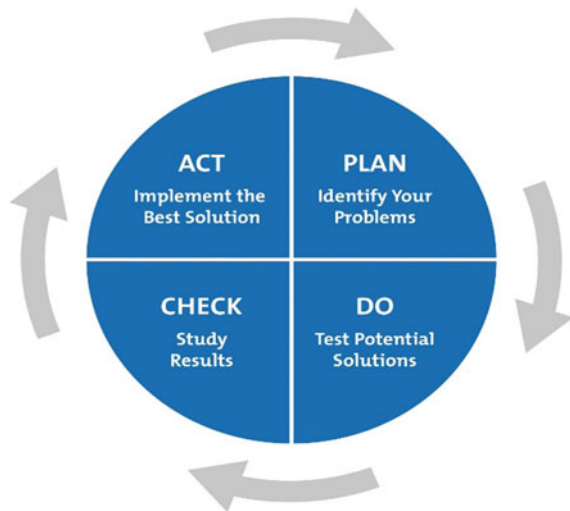 ACT
Implement the
Best Solution
PLAN
Identify Your
Problems
CHECK
Study
Results
DO
Test Potential
Solutions